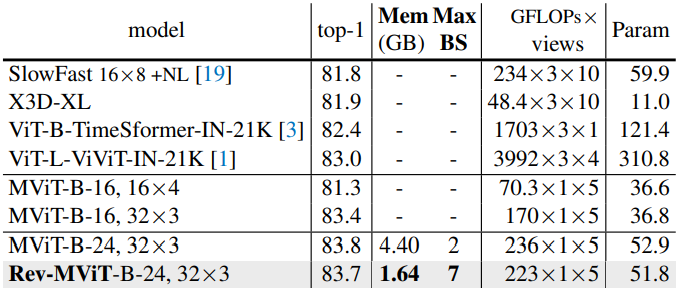 model top-1 Mem Max GFLOPs× Param
(GB) BS views
SlowFast 16×8 +NL [19] 81.8 - - 234×3×10 59.9
X3D-XL 81.9 - - 48.4×3×10 11.0
ViT-B-TimeSformer-IN-21K [3] 82.4 - - 1703×3×1 121.4
ViT-L-ViViT-IN-21K [1] 83.0 - - 3992×3×4 310.8
MViT-B-16, 16×4 81.3 - - 70.3×1×5 36.6
MViT-B-16, 32×3 83.4 - - 170×1×5 36.8
MViT-B-24, 32×3 83.8 4.40 2 236×1×5 52.9
Rev-MViT-B-24, 32×3 83.7 1.64 7 223×1×5 51.8